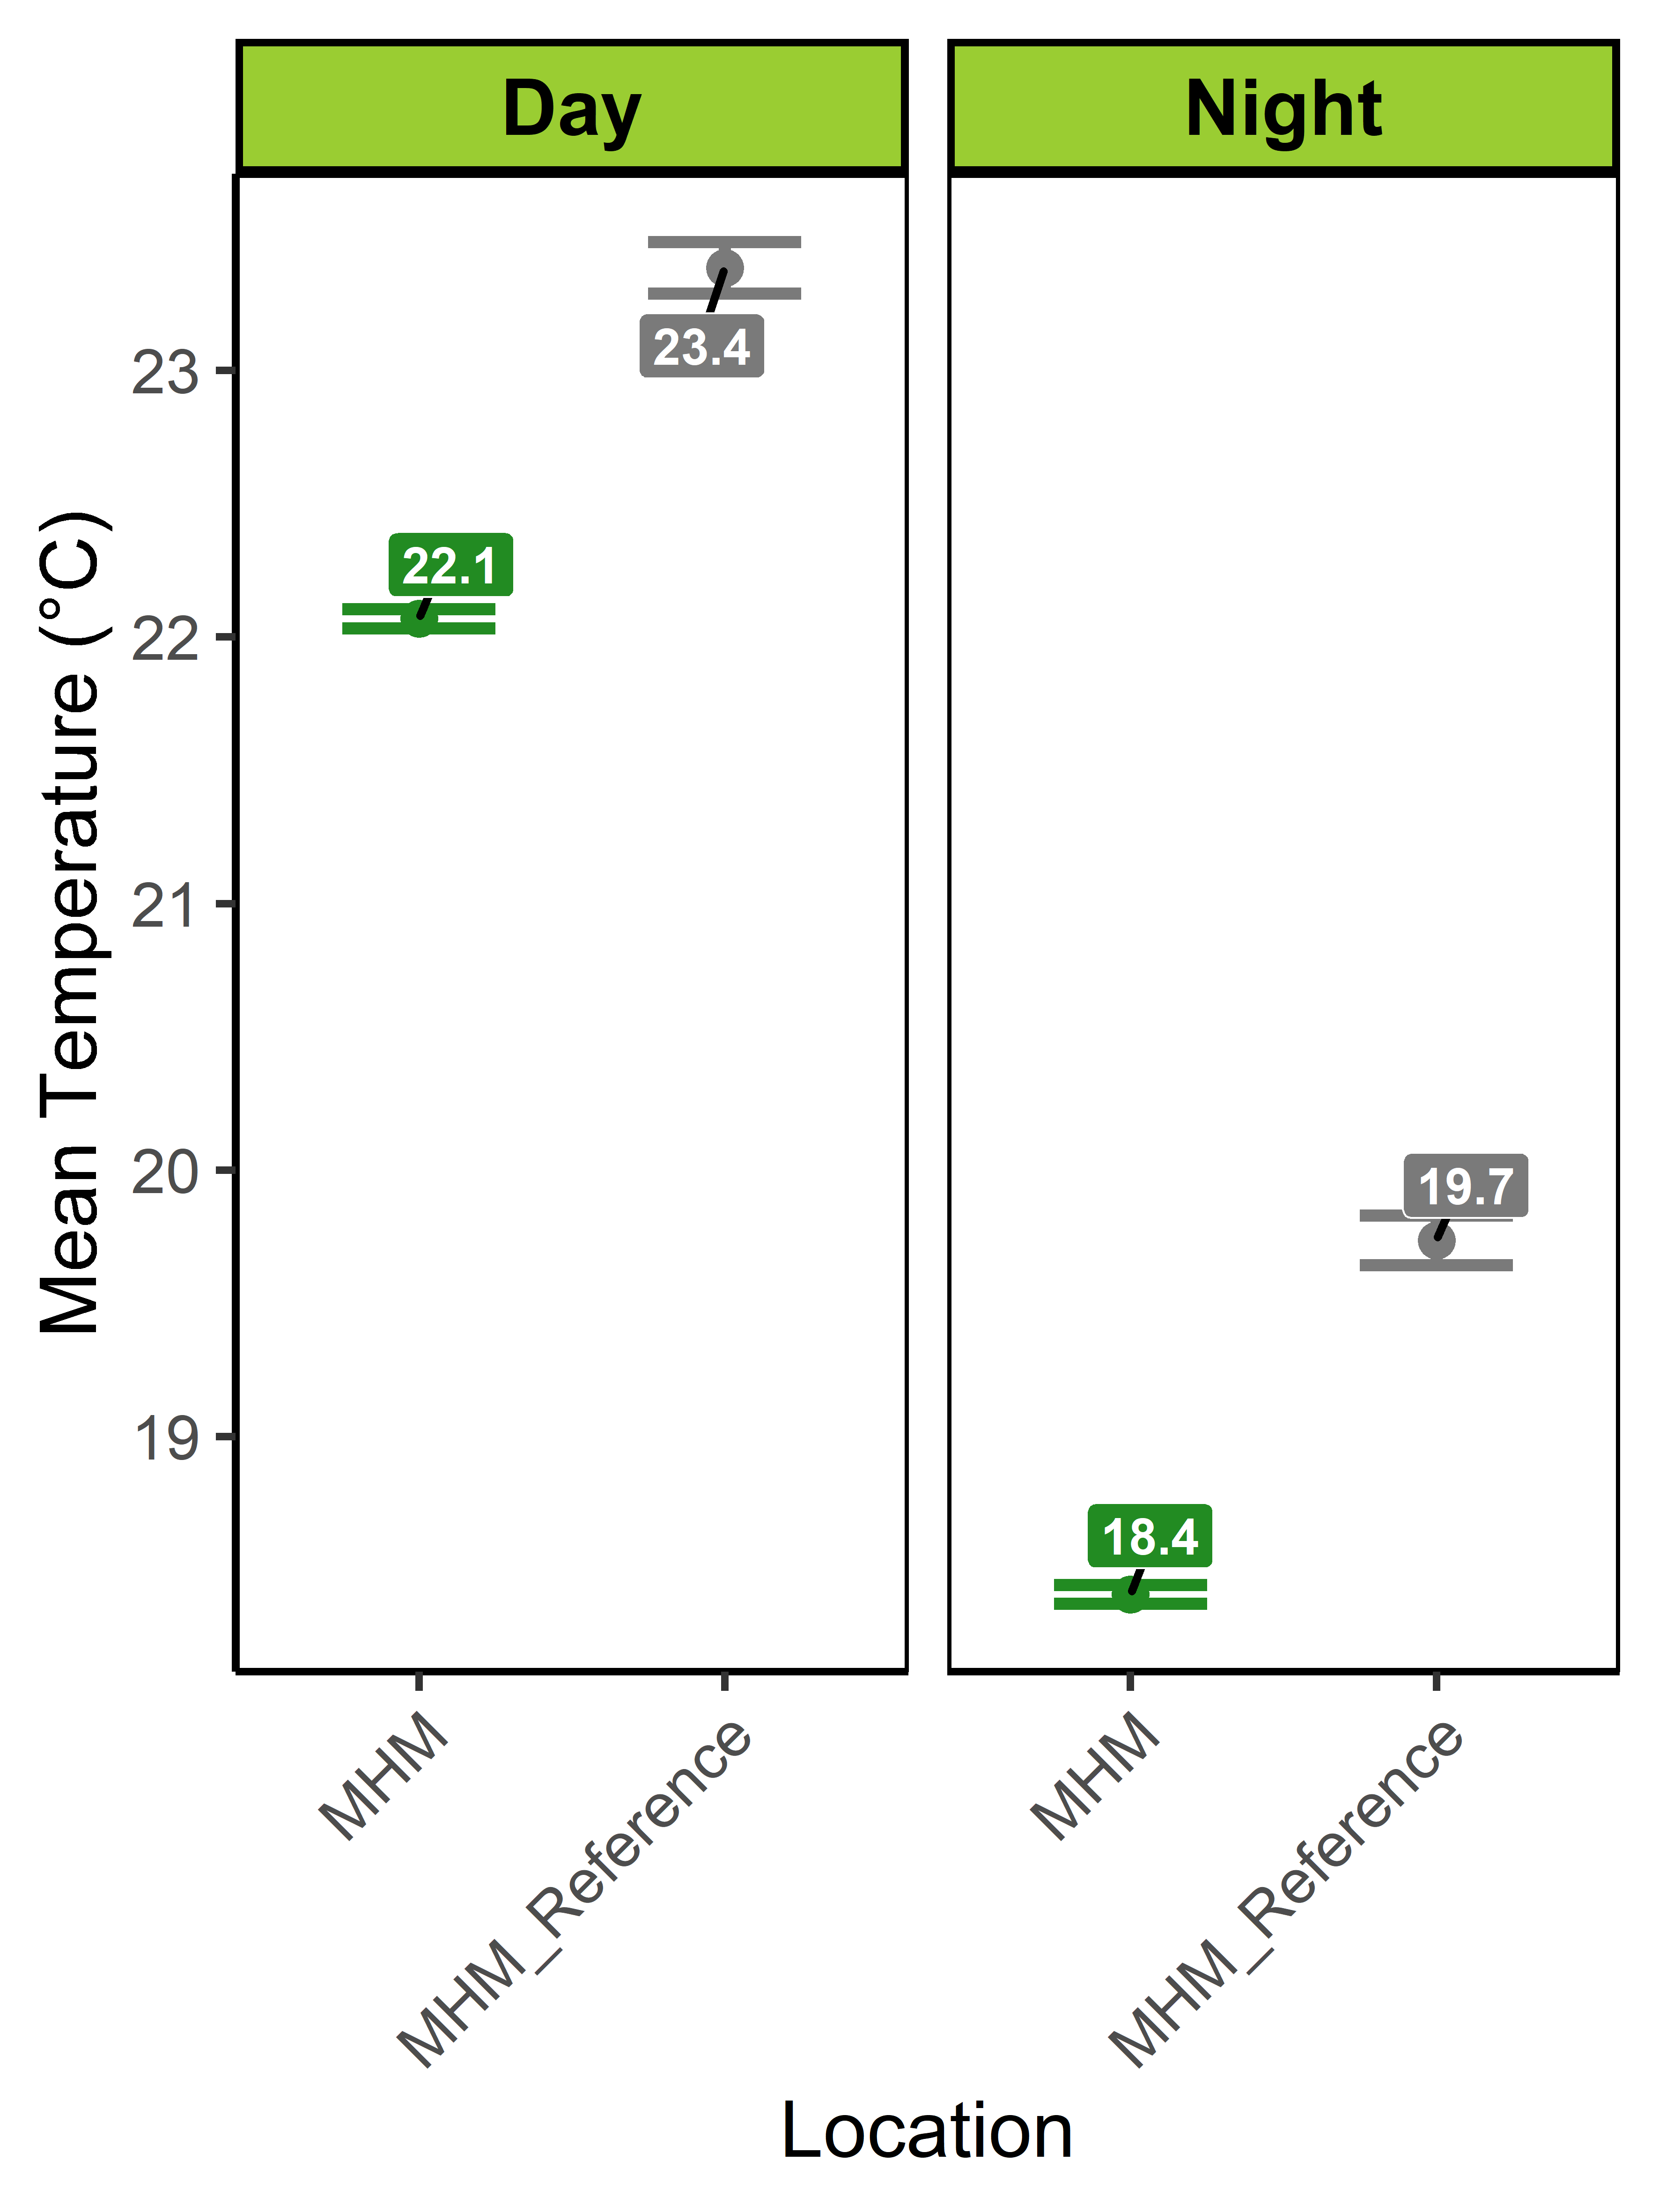 Day
Night
Mean Temperature (°C)
23
22
21
20
19
23.4
22.1
19.7
18.4
MHM
MHM_Reference
MHM
MHM_Reference
Location